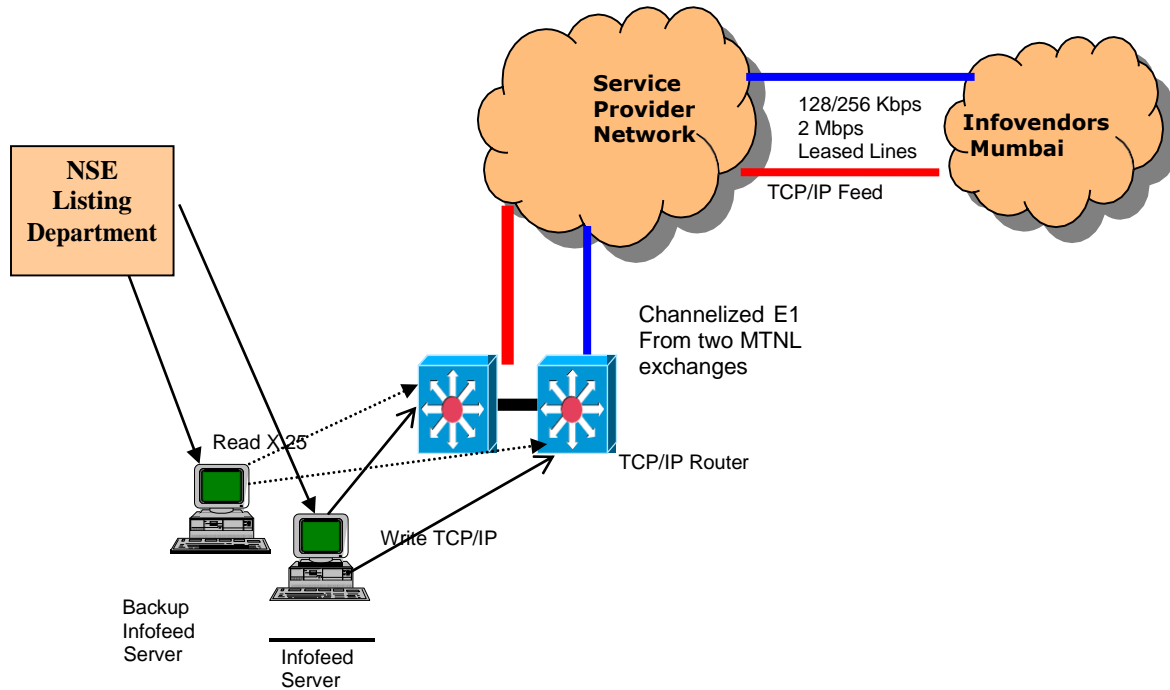 Service
Provider
Network
128/256 Kbps
2 Mbps
Leased Lines
TCP/IP Feed
Infovendors
Mumbai
NSE
Listing
Department
Channelized E1
From two MTNL
exchanges
Read X.25
TCP/IP Router
Write TCP/IP
Backup
Infofeed
Server
Infofeed
Server